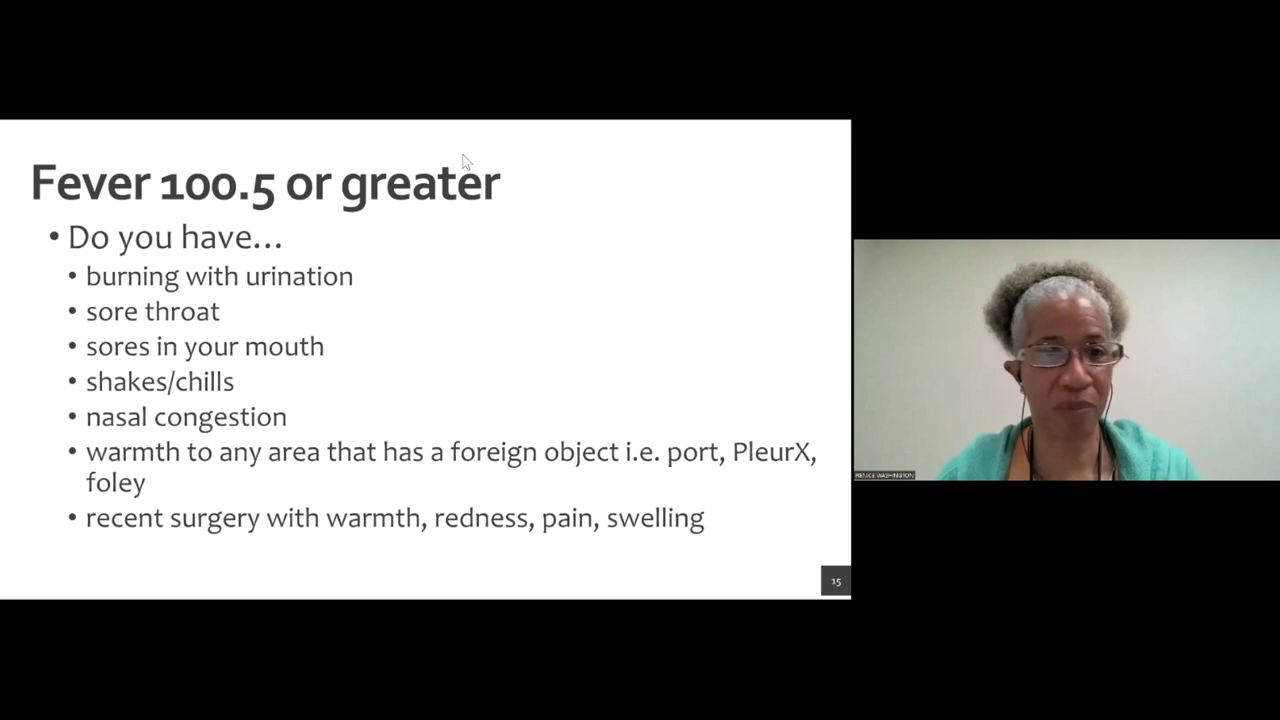 Fever 100.5 or greater
• Do you have...
• burning with urination
• sore throat
• sores in your mouth
• shakes/chills
• nasal congestion
• warmth to any area that has a foreign object i.e. port, PleurX,
foley
• recent surgery with warmth, redness, pain, swelling
15
RENICE WASHINGTON